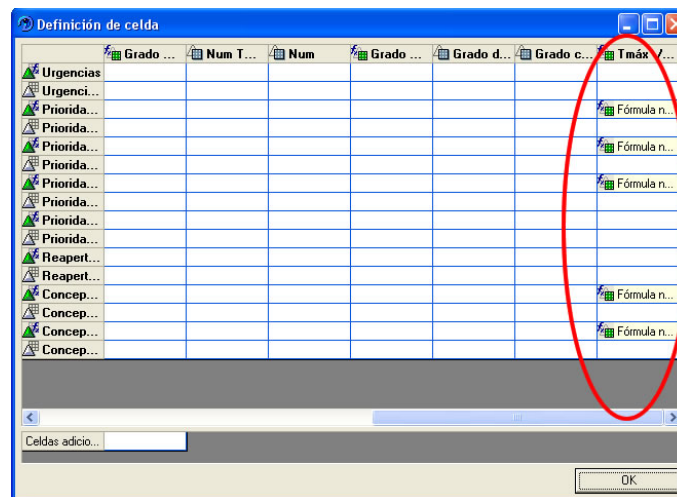 Definición de celda
Grado ... Num T... Num Grado ... Grado d... Grado c... Tmáx V...
Urgencias
Urgenci...
Priorida... Fórmula n...
Priorida...
Priorida... Fórmula n...
Priorida...
Priorida... Fórmula n...
Priorida...
Priorida...
Priorida...
Reapert...
Reapert...
Concep... Fórmula n...
Concep...
Concep... Fórmula n...
Concep...
Celdas adicio...
OK